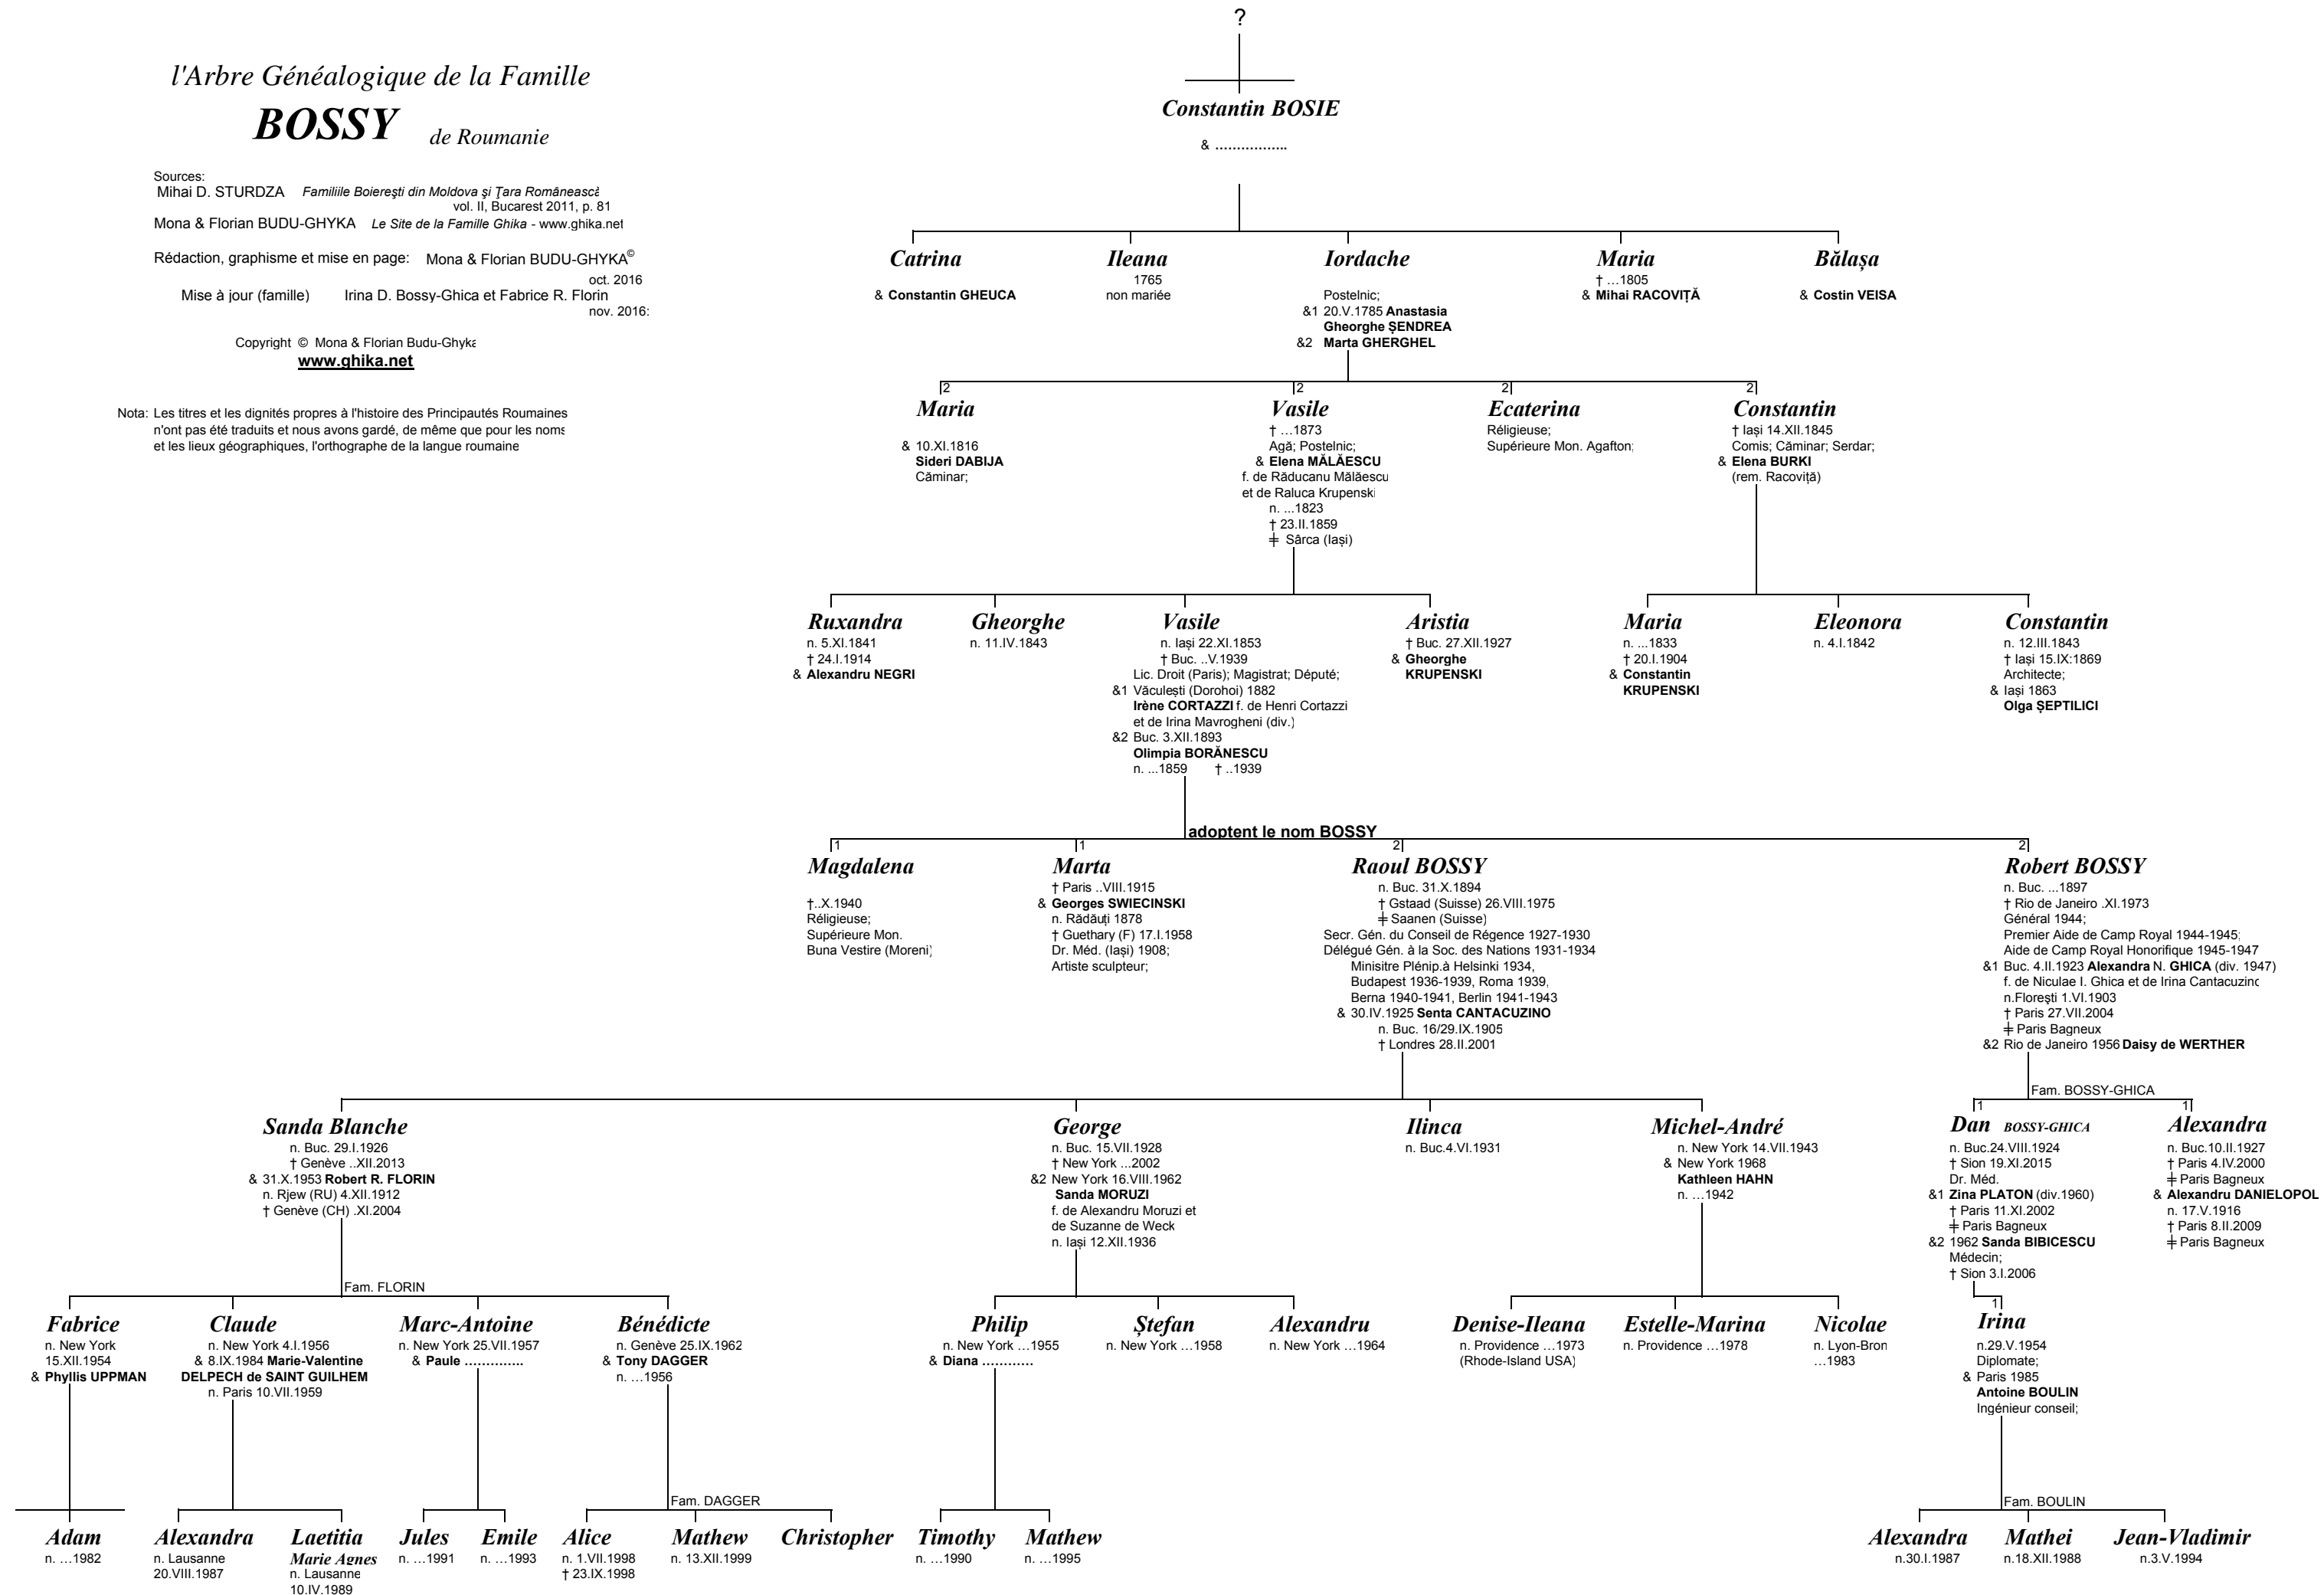 ?
l'Arbre Généalogique de la Famille
BOSSY de Roumanie
Sources:
Mihai D. STURDZA Familiile Boiereşti din Moldova şi Ţara Românească
vol. II, Bucarest 2011, p. 81
Mona & Florian BUDU-GHYKA Le Site de la Famille Ghika - www.ghika.net
Rédaction, graphisme et mise en page: Mona & Florian BUDU-GHYKA©
oct. 2016
Mise à jour (famille) Irina D. Bossy-Ghica et Fabrice R. Florin
nov. 2016:
Copyright © Mona & Florian Budu-Ghyka
www.ghika.net
Nota: Les titres et les dignités propres à l'histoire des Principautés Roumaines
n'ont pas été traduits et nous avons gardé, de même que pour les noms
et les lieux géographiques, l'orthographe de la langue roumaine
Constantin BOSIE
& .................
Catrina
& Constantin GHEUCA
Ileana
1765
non mariée
Iordache
Postelnic;
&1 20.V.1785 Anastasia
Gheorghe ȘENDREA
&2 Marta GHERGHEL
Maria
† ...1805
& Mihai RACOVIȚĂ
Bălașa
& Costin VEISA
2
Maria
& 10.XI.1816
Sideri DABIJA
Căminar;
2
Vasile
† ...1873
Agă; Postelnic;
& Elena MĂLĂESCU
f. de Răducanu Mălăescu
et de Raluca Krupenski
n. ...1823
† 23.II.1859
⳨ Sârca (Iași)
2
Ecaterina
Réligieuse;
Supérieure Mon. Agafton;
2
Constantin
† Iași 14.XII.1845
Comis; Căminar; Serdar;
& Elena BURKI
(rem. Racoviță)
Ruxandra
n. 5.XI.1841
† 24.I.1914
& Alexandru NEGRI
Gheorghe
n. 11.IV.1843
Vasile
n. Iași 22.XI.1853
† Buc. ..V.1939
Lic. Droit (Paris); Magistrat; Député;
&1 Văculești (Dorohoi) 1882
Irène CORTAZZI f. de Henri Cortazzi
et de Irina Mavrogheni (div.)
&2 Buc. 3.XII.1893
Olimpia BORĂNESCU
n. ...1859 † ..1939
Aristia
† Buc. 27.XII.1927
& Gheorghe
KRUPENSKI
Maria
n. ...1833
† 20.I.1904
& Constantin
KRUPENSKI
Eleonora
n. 4.I.1842
Constantin
n. 12.III.1843
† Iași 15.IX:1869
Architecte;
& Iași 1863
Olga ȘEPTILICI
adoptent le nom BOSSY
1
Magdalena
†..X.1940
Réligieuse;
Supérieure Mon.
Buna Vestire (Moreni)
1
Marta
† Paris ..VIII.1915
& Georges SWIECINSKI
n. Rădăuți 1878
† Guethary (F) 17.I.1958
Dr. Méd. (Iași) 1908;
Artiste sculpteur;
2
Raoul BOSSY
n. Buc. 31.X.1894
† Gstaad (Suisse) 26.VIII.1975
⳨ Saanen (Suisse)
Secr. Gén. du Conseil de Régence 1927-1930
Délégué Gén. à la Soc. des Nations 1931-1934
Minisitre Plénip.à Helsinki 1934,
Budapest 1936-1939, Roma 1939,
Berna 1940-1941, Berlin 1941-1943
& 30.IV.1925 Senta CANTACUZINO
n. Buc. 16/29.IX.1905
† Londres 28.II.2001
2
Robert BOSSY
n. Buc. ...1897
† Rio de Janeiro .XI.1973
Général 1944;
Premier Aide de Camp Royal 1944-1945;
Aide de Camp Royal Honorifique 1945-1947
&1 Buc. 4.II.1923 Alexandra N. GHICA (div. 1947)
f. de Niculae I. Ghica et de Irina Cantacuzino
n.Florești 1.VI.1903
† Paris 27.VII.2004
⳨ Paris Bagneux
&2 Rio de Janeiro 1956 Daisy de WERTHER
Fam. BOSSY-GHICA
Sanda Blanche
n. Buc. 29.I.1926
† Genève ..XII.2013
& 31.X.1953 Robert R. FLORIN
n. Rjew (RU) 4.XII.1912
† Genève (CH) .XI.2004
George
n. Buc. 15.VII.1928
† New York ...2002
&2 New York 16.VIII.1962
Sanda MORUZI
f. de Alexandru Moruzi et
de Suzanne de Weck
n. Iași 12.XII.1936
Ilinca
n. Buc.4.VI.1931
Michel-André
n. New York 14.VII.1943
& New York 1968
Kathleen HAHN
n. ...1942
1
Dan BOSSY-GHICA
n. Buc.24.VIII.1924
† Sion 19.XI.2015
Dr. Méd.
&1 Zina PLATON (div.1960)
† Paris 11.XI.2002
⳨ Paris Bagneux
&2 1962 Sanda BIBICESCU
Médecin;
† Sion 3.I.2006
1
Alexandra
n. Buc.10.II.1927
† Paris 4.IV.2000
⳨ Paris Bagneux
& Alexandru DANIELOPOL
n. 17.V.1916
† Paris 8.II.2009
⳨ Paris Bagneux
Fam. FLORIN
Fabrice
n. New York
15.XII.1954
& Phyllis UPPMAN
Claude
n. New York 4.I.1956
& 8.IX.1984 Marie-Valentine
DELPECH de SAINT GUILHEM
n. Paris 10.VII.1959
Marc-Antoine
n. New York 25.VII.1957
& Paule .............
Bénédicte
n. Genève 25.IX.1962
& Tony DAGGER
n. ...1956
Philip
n. New York ...1955
& Diana ............
Ștefan
n. New York ...1958
Alexandru
n. New York ...1964
Denise-Ileana
n. Providence ...1973
(Rhode-Island USA)
Estelle-Marina
n. Providence ...1978
Nicolae
n. Lyon-Bron
...1983
1
Irina
n.29.V.1954
Diplomate;
& Paris 1985
Antoine BOULIN
Ingénieur conseil;
Fam. DAGGER
Fam. BOULIN
Adam
n. ...1982
Alexandra
n. Lausanne
20.VIII.1987
Laetitia
Marie Agnes
n. Lausanne
10.IV.1989
Jules
n. ...1991
Emile
n. ...1993
Alice
n. 1.VII.1998
† 23.IX.1998
Mathew
n. 13.XII.1999
Christopher
Timothy
n. ...1990
Mathew
n. ...1995
Alexandra
n.30.I.1987
Mathei
n.18.XII.1988
Jean-Vladimir
n.3.V.1994